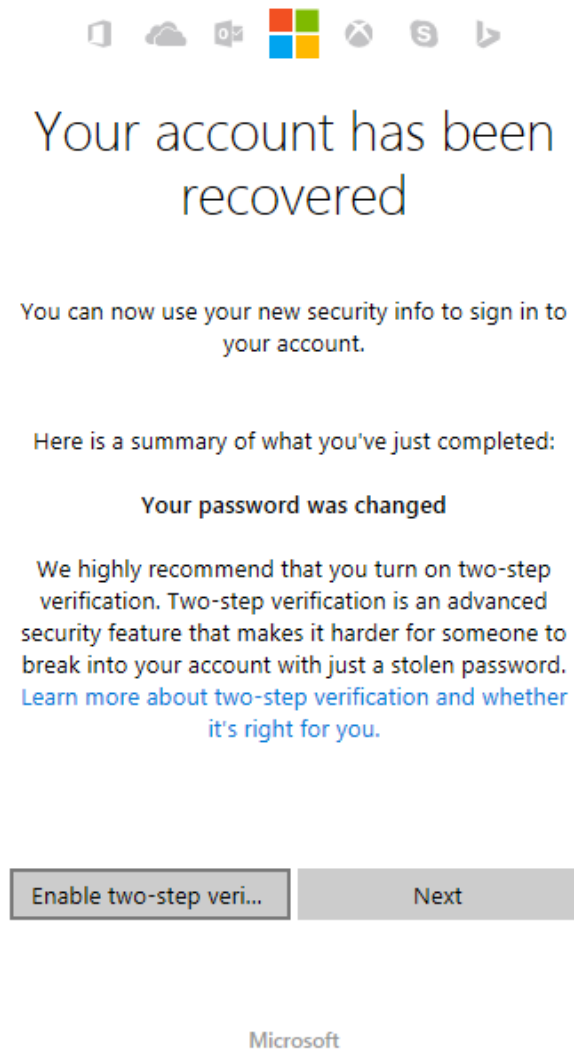 Your account has been
recovered
You can now use your new security info to sign in to
your account.
Here is a summary of what you've just completed:
Your password was changed
We highly recommend that you turn on two-step
verification. Two-step verification is an advanced
security feature that makes it harder for someone to
break into your account with just a stolen password.
Learn more about two-step verification and whether
it's right for you.
Enable two-step veri...
Next
Microsoft